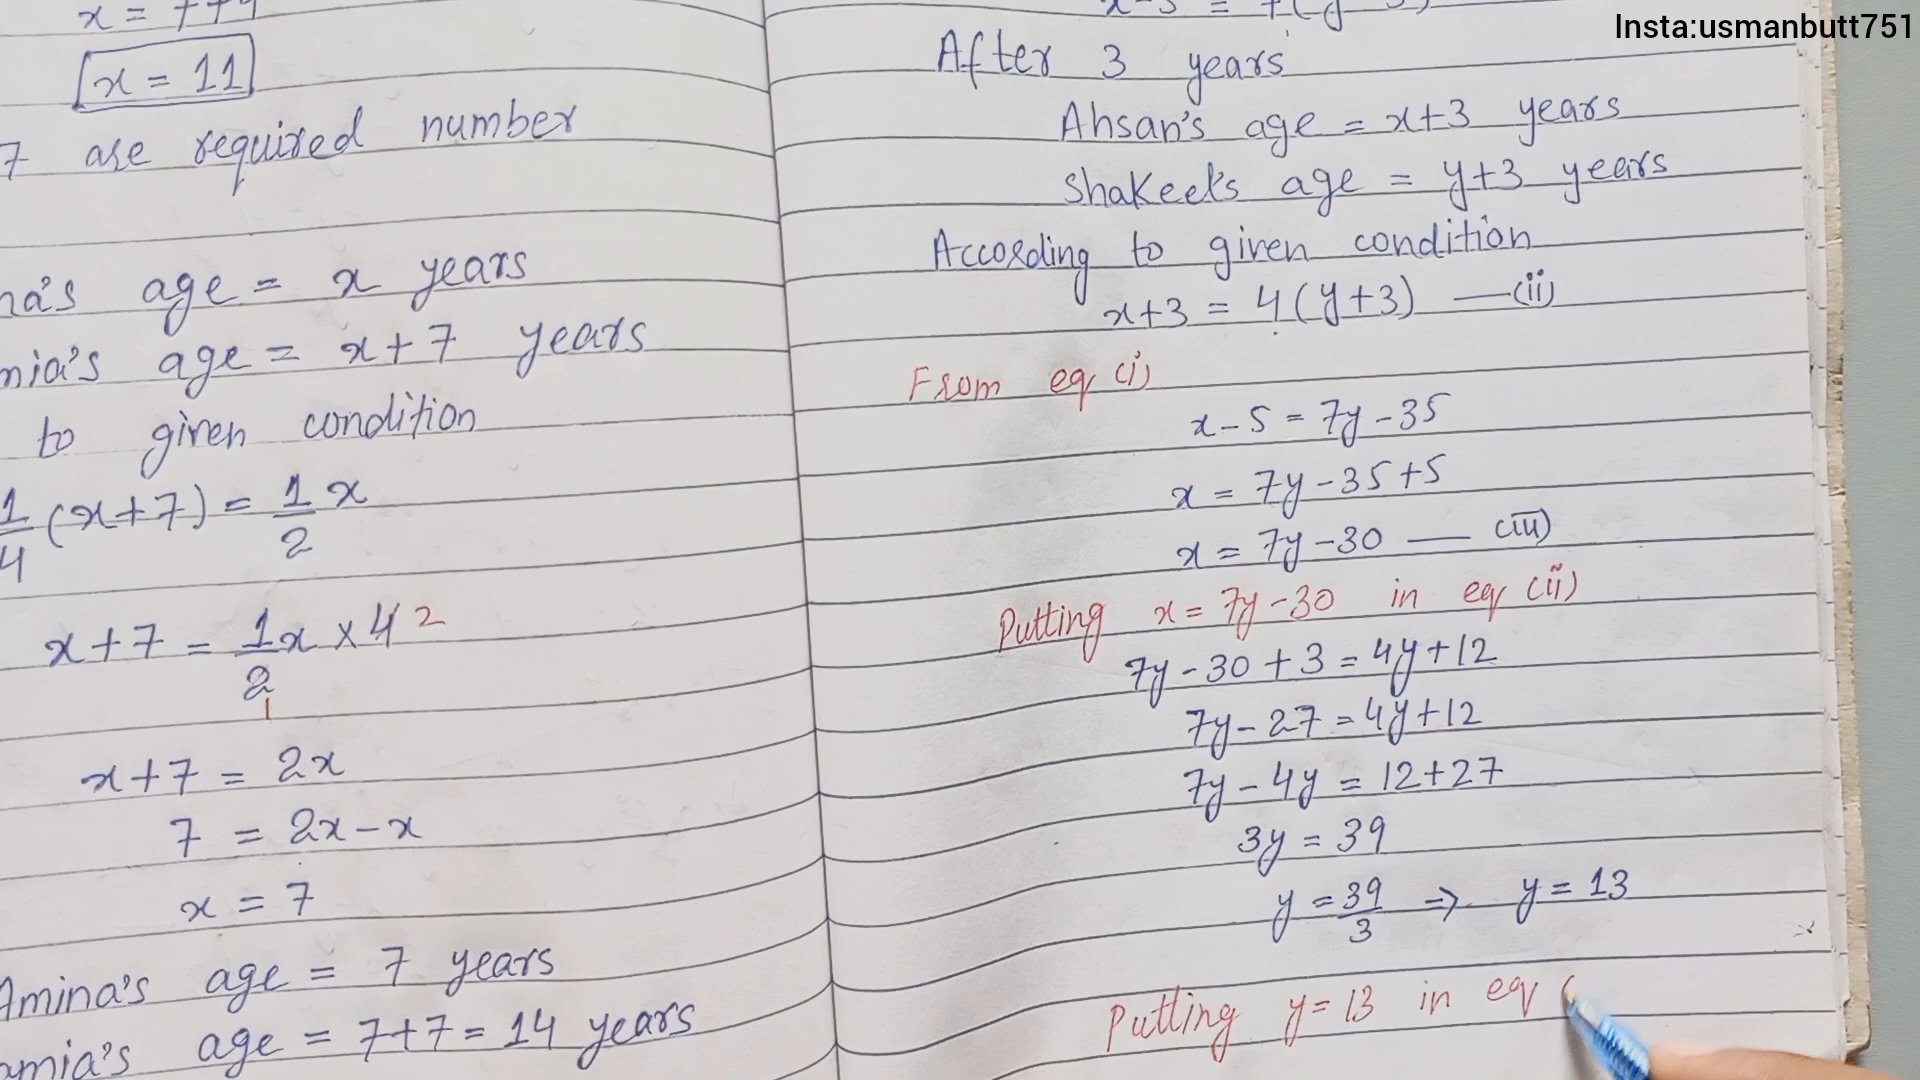 Insta:usmanbutt751
x = 11
7 are required number
na's age = x years
nia's age = x+7 years
to given condition
1/4 (x+7) = 1/2 x
x+7 = 1/2 x × 4 2
1
x+7 = 2x
7 = 2x-x
x = 7
Amina's age = 7 years
amia's age = 7+7 = 14 years
After 3 years
Ahsan's age = x+3 years
Shakeel's age = y+3 years
According to given condition
x+3 = 4(y+3) —(ii)
From eq (i)
x-5 = 7y-35
x = 7y-35+5
x = 7y-30 — (iii)
Putting x = 7y-30 in eq (ii)
7y-30+3 = 4y+12
7y-27 = 4y+12
7y-4y = 12+27
3y = 39
y = 39/3 ⇒ y = 13
Putting y=13 in eq (